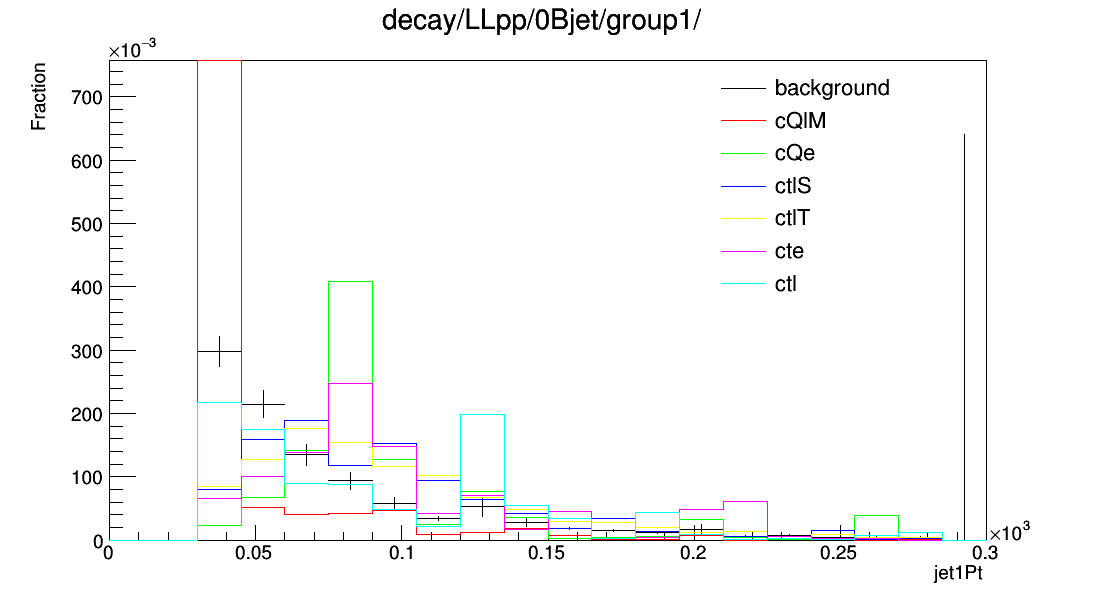 decay/LLpp/0Bjet/group1/
×10⁻³
Fraction
700
600
500
400
300
200
100
0
background
cQlM
cQe
ctlS
ctlT
cte
ctl
0
0.05
0.1
0.15
0.2
0.25
0.3
×10³
jet1Pt